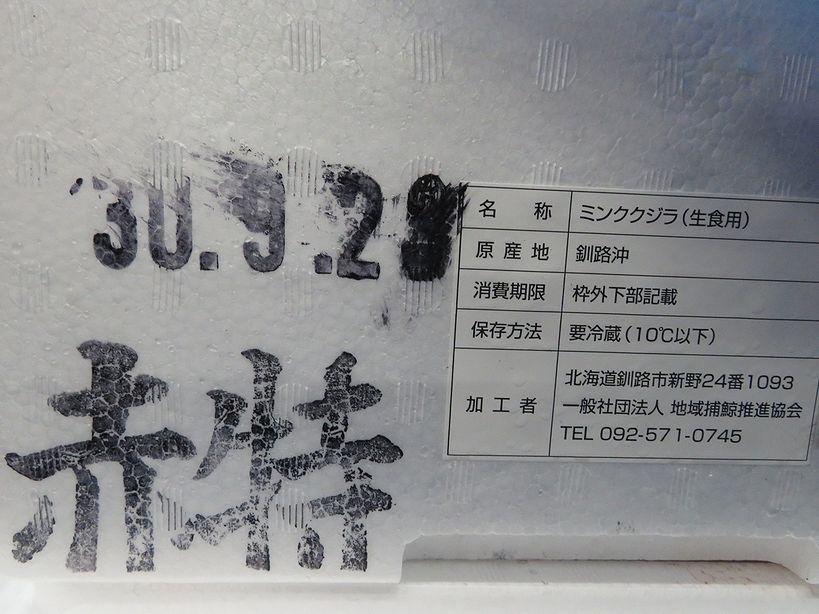 30.9.28
赤特
名称 ミンククジラ(生食用)
原産地 釧路沖
消費期限 枠外下部記載
保存方法 要冷蔵(10℃以下)
加工者 北海道釧路市新野24番1093
一般社団法人 地域捕鯨推進協会
TEL 092-571-0745